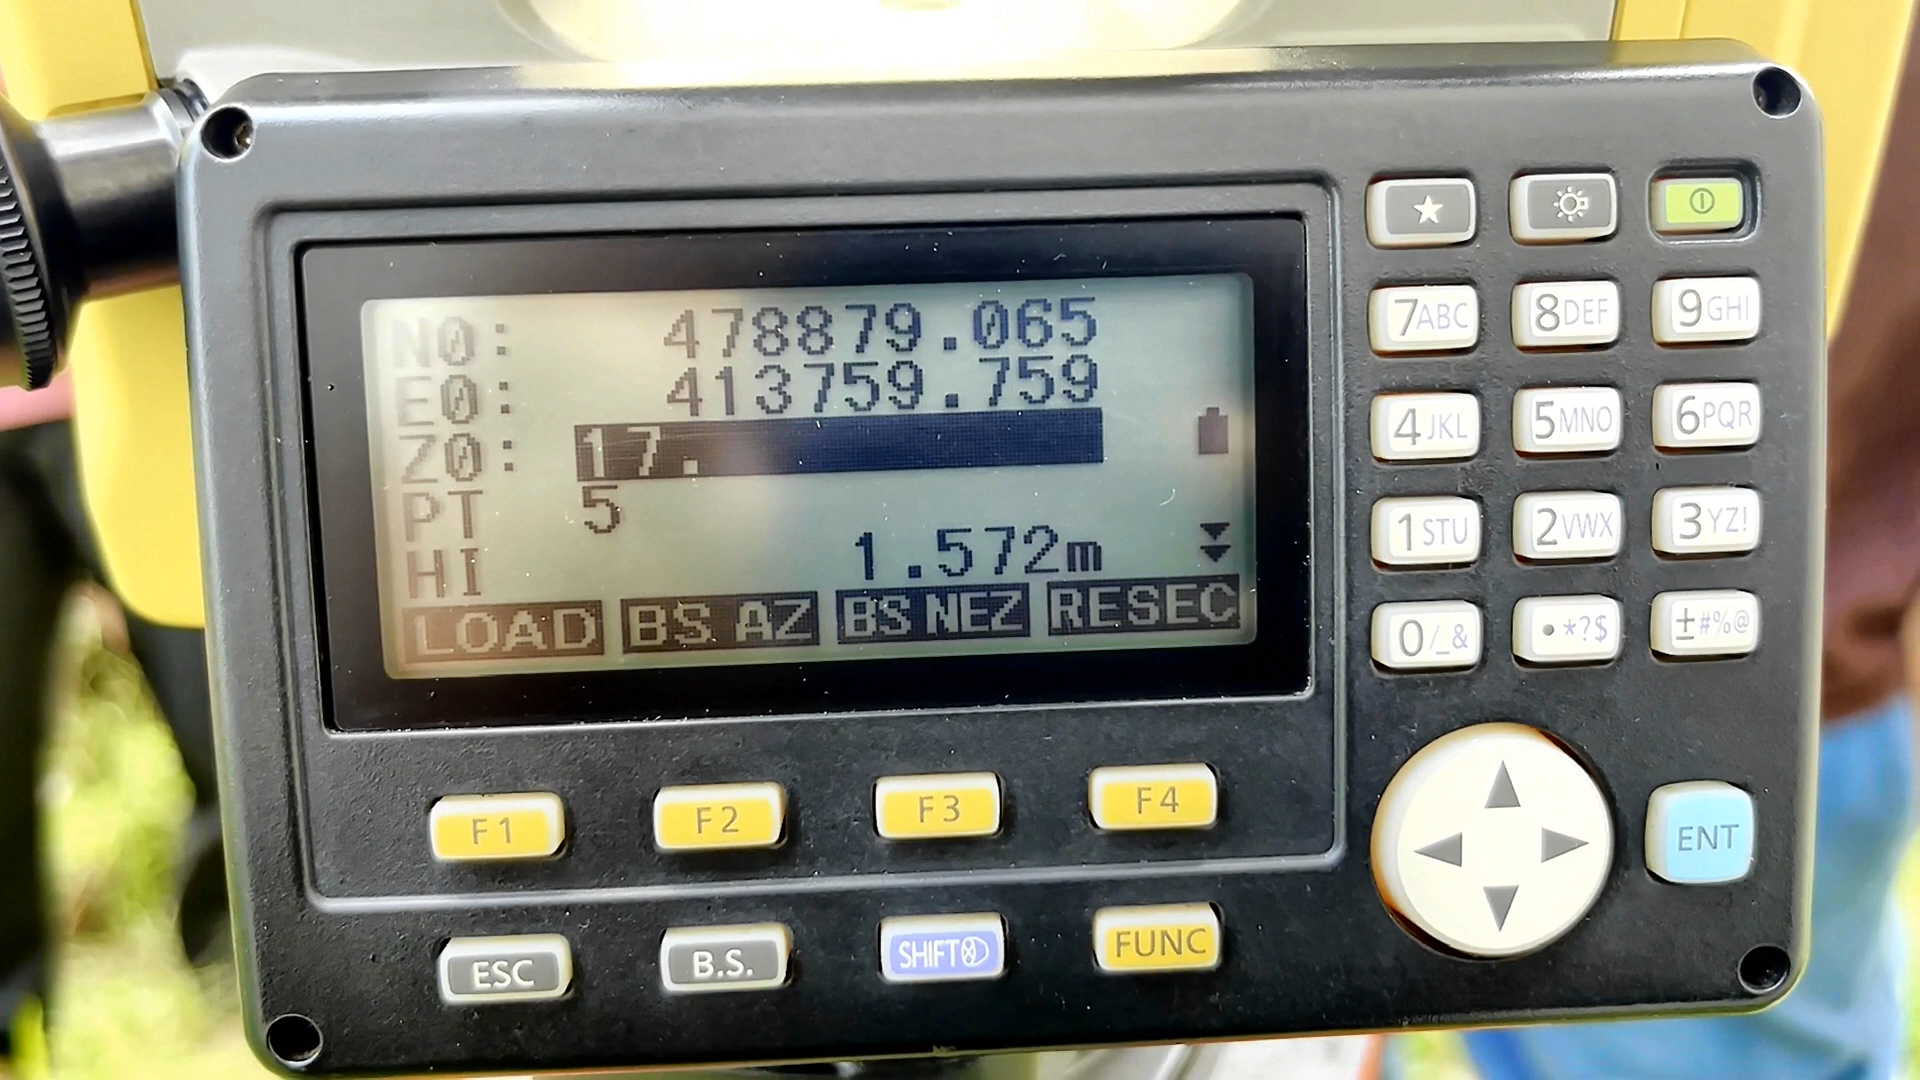 N0: 478879.065
E0: 413759.759
Z0: 17.
PT 5
HI 1.572m
LOAD BS AZ BS NEZ RESEC
F1 F2 F3 F4
ESC B.S. SHIFT FUNC
7ABC 8DEF 9GHI
4JKL 5MNO 6PQR
1STU 2VWX 3YZ!
0/_& •*?$ ±#%@
ENT